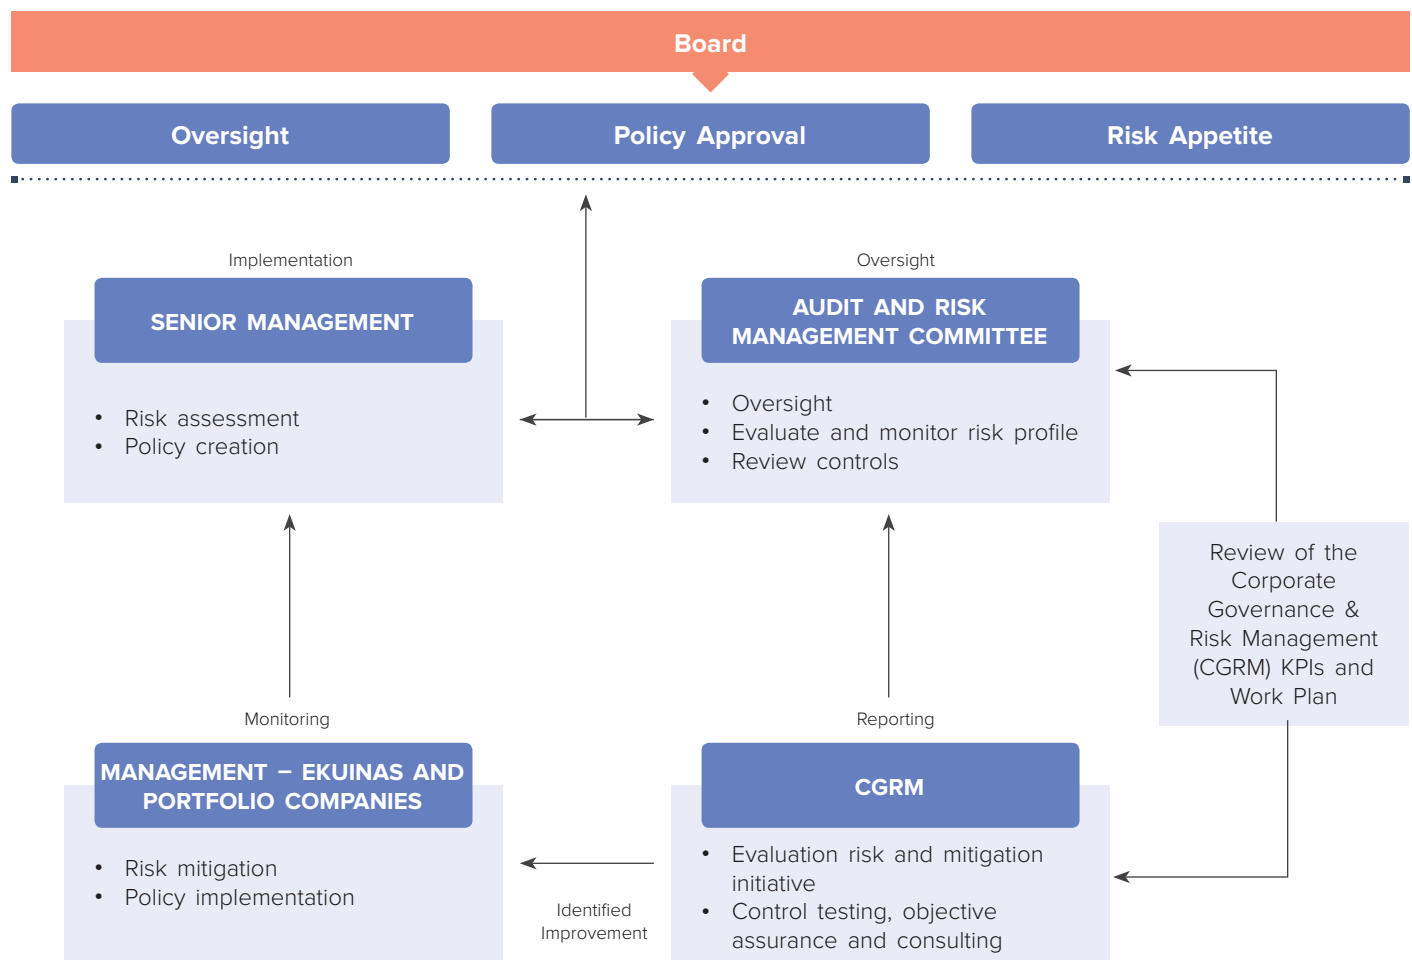 Board
Oversight
Policy Approval
Risk Appetite
Implementation
SENIOR MANAGEMENT
• Risk assessment
• Policy creation
Oversight
AUDIT AND RISK
MANAGEMENT COMMITTEE
• Oversight
• Evaluate and monitor risk profile
• Review controls
Review of the
Corporate
Governance &
Risk Management
(CGRM) KPIs and
Work Plan
Monitoring
MANAGEMENT – EKUINAS AND
PORTFOLIO COMPANIES
• Risk mitigation
• Policy implementation
Identified
Improvement
Reporting
CGRM
• Evaluation risk and mitigation
initiative
• Control testing, objective
assurance and consulting